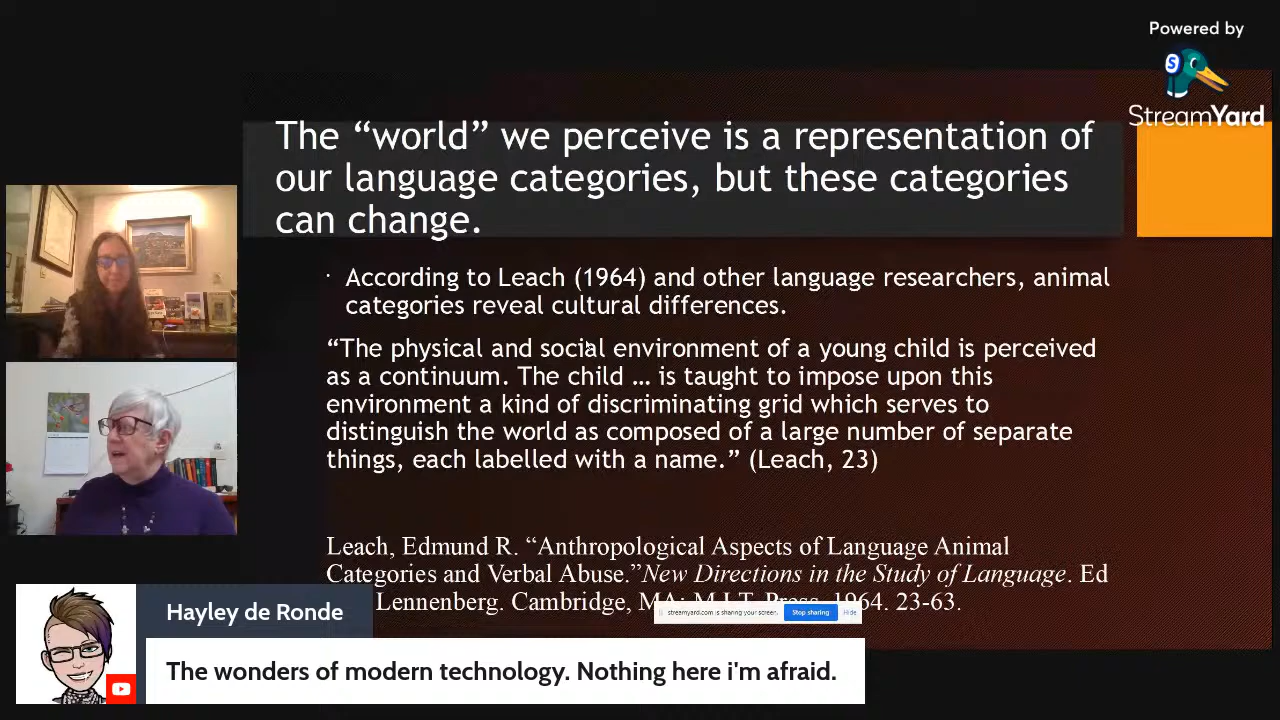 Powered by
StreamYard
The “world” we perceive is a representation of
our language categories, but these categories
can change.
· According to Leach (1964) and other language researchers, animal
categories reveal cultural differences.
“The physical and social environment of a young child is perceived
as a continuum. The child … is taught to impose upon this
environment a kind of discriminating grid which serves to
distinguish the world as composed of a large number of separate
things, each labelled with a name.” (Leach, 23)
Leach, Edmund R. “Anthropological Aspects of Language Animal
Categories and Verbal Abuse.”New Directions in the Study of Language. Ed
Lennenberg. Cambridge, MA: M.I.T. Press, 1964. 23-63.
streamyard.com is sharing your screen.
Stop sharing
Hide
Hayley de Ronde
The wonders of modern technology. Nothing here i'm afraid.